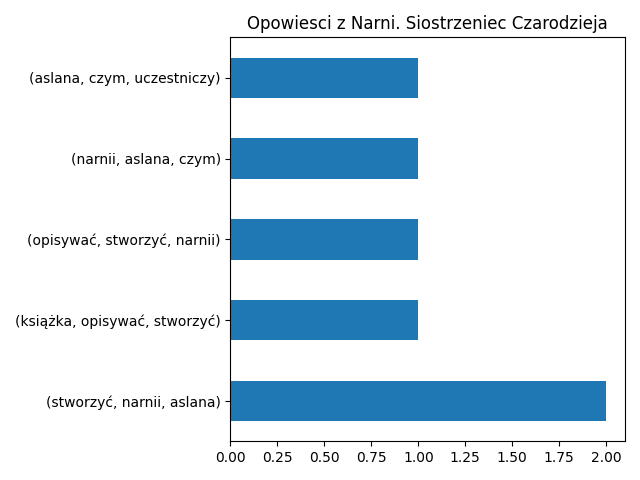 Opowiesci z Narni. Siostrzeniec Czarodzieja
(aslana, czym, uczestniczy)
(narnii, aslana, czym)
(opisywać, stworzyć, narnii)
(książka, opisywać, stworzyć)
(stworzyć, narnii, aslana)
0.00 0.25 0.50 0.75 1.00 1.25 1.50 1.75 2.00